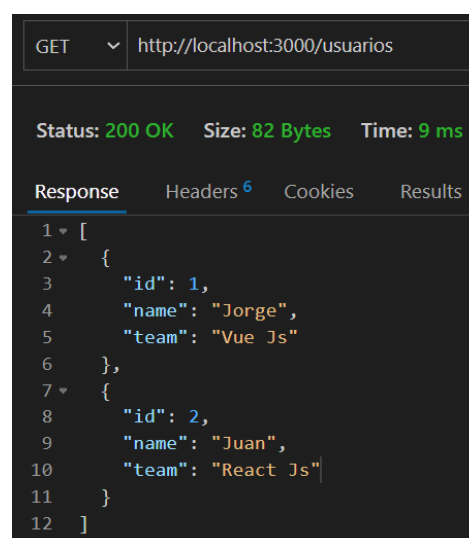 GET http://localhost:3000/usuarios
Status: 200 OK Size: 82 Bytes Time: 9 ms
Response Headers 6 Cookies Results
1 [
2 {
3 "id": 1,
4 "name": "Jorge",
5 "team": "Vue Js"
6 },
7 {
8 "id": 2,
9 "name": "Juan",
10 "team": "React Js"
11 }
12 ]